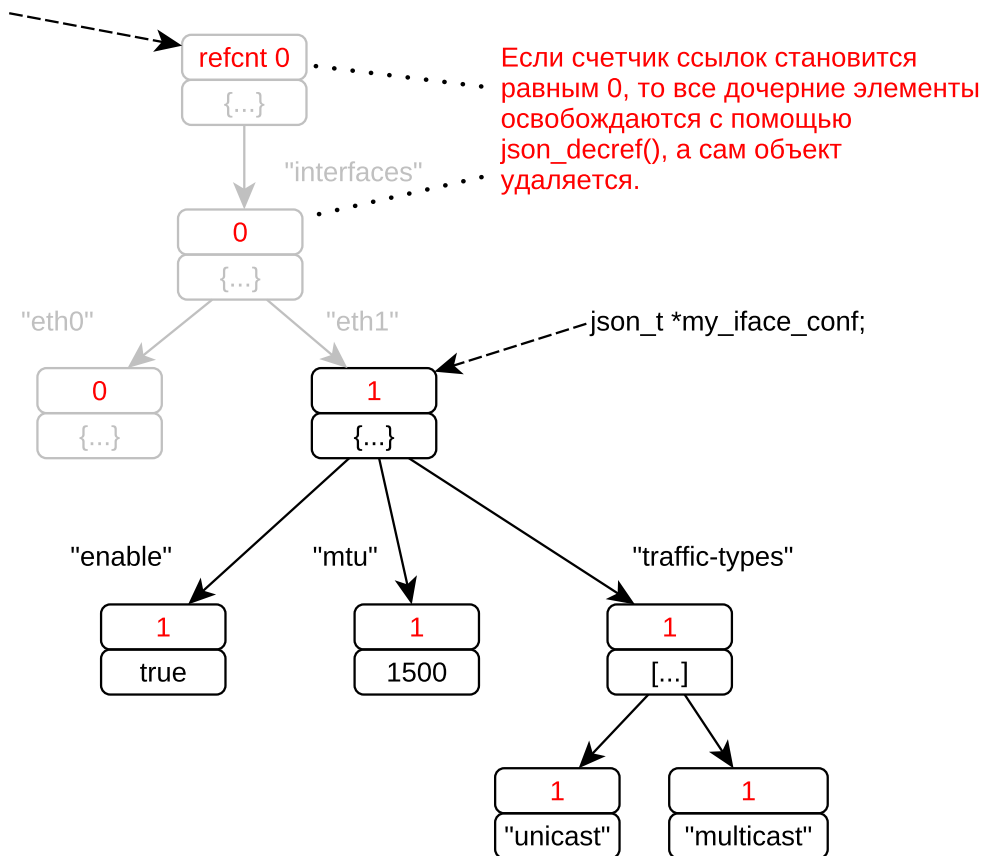 refcnt 0
{...}
Если счетчик ссылок становится
равным 0, то все дочерние элементы
освобождаются с помощью
json_decref(), а сам объект
удаляется.
"interfaces"
0
{...}
"eth0"
"eth1"
json_t *my_iface_conf;
0
{...}
1
{...}
"enable"
"mtu"
"traffic-types"
1
true
1
1500
1
[...]
1
"unicast"
1
"multicast"